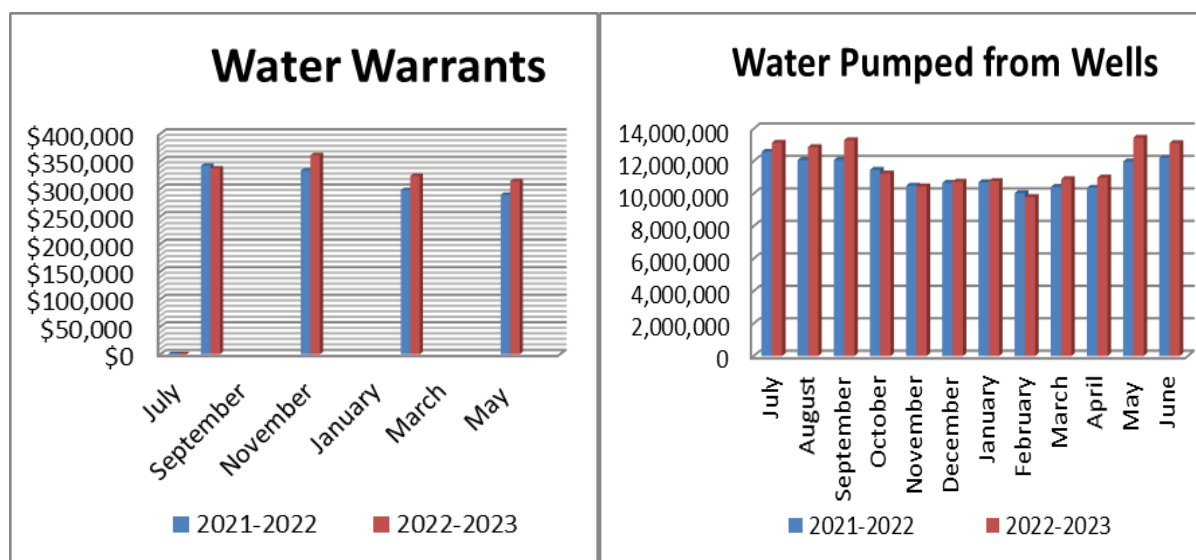 Water Warrants
$400,000
$350,000
$300,000
$250,000
$200,000
$150,000
$100,000
$50,000
$0
July
September
November
January
March
May
2021-2022 2022-2023
Water Pumped from Wells
14,000,000
12,000,000
10,000,000
8,000,000
6,000,000
4,000,000
2,000,000
0
July
August
September
October
November
December
January
February
March
April
May
June
2021-2022 2022-2023